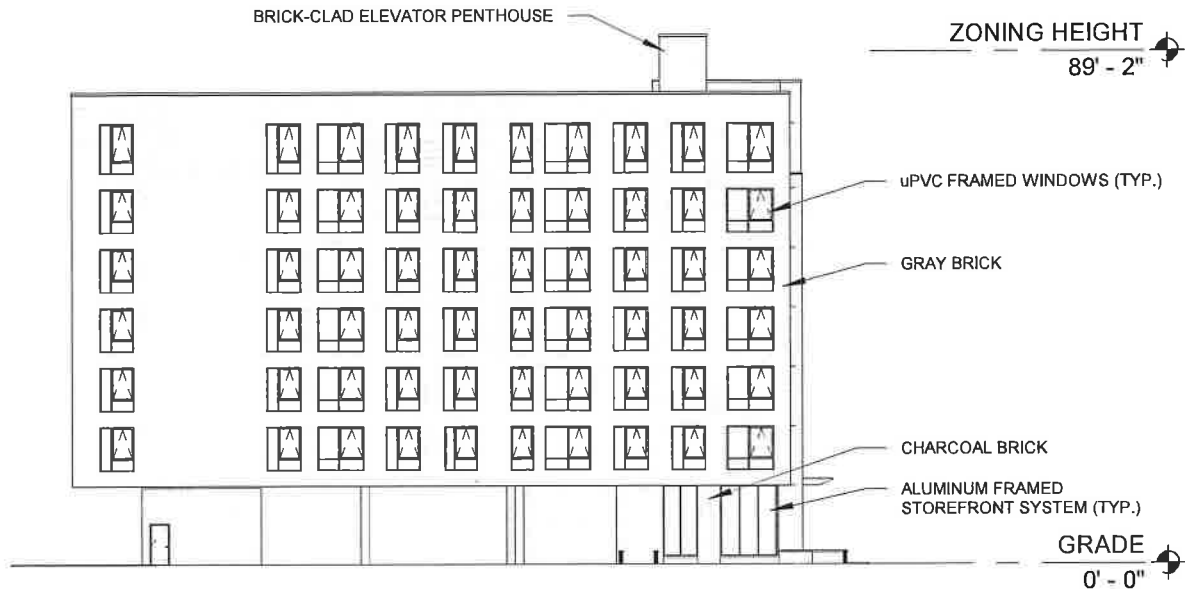 BRICK-CLAD ELEVATOR PENTHOUSE
ZONING HEIGHT
89' - 2"
uPVC FRAMED WINDOWS (TYP.)
GRAY BRICK
CHARCOAL BRICK
ALUMINUM FRAMED
STOREFRONT SYSTEM (TYP.)
GRADE
0' - 0"